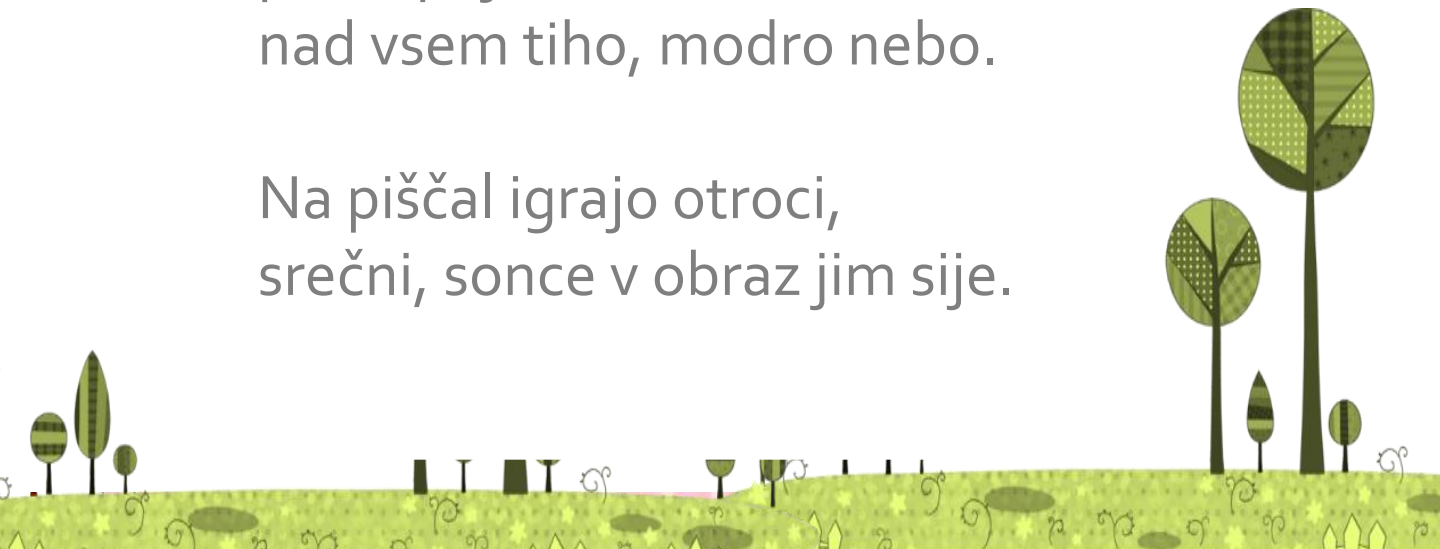 nad vsem tiho, modro nebo.
Na piščal igrajo otroci,
srečni, sonce v obraz jim sije.